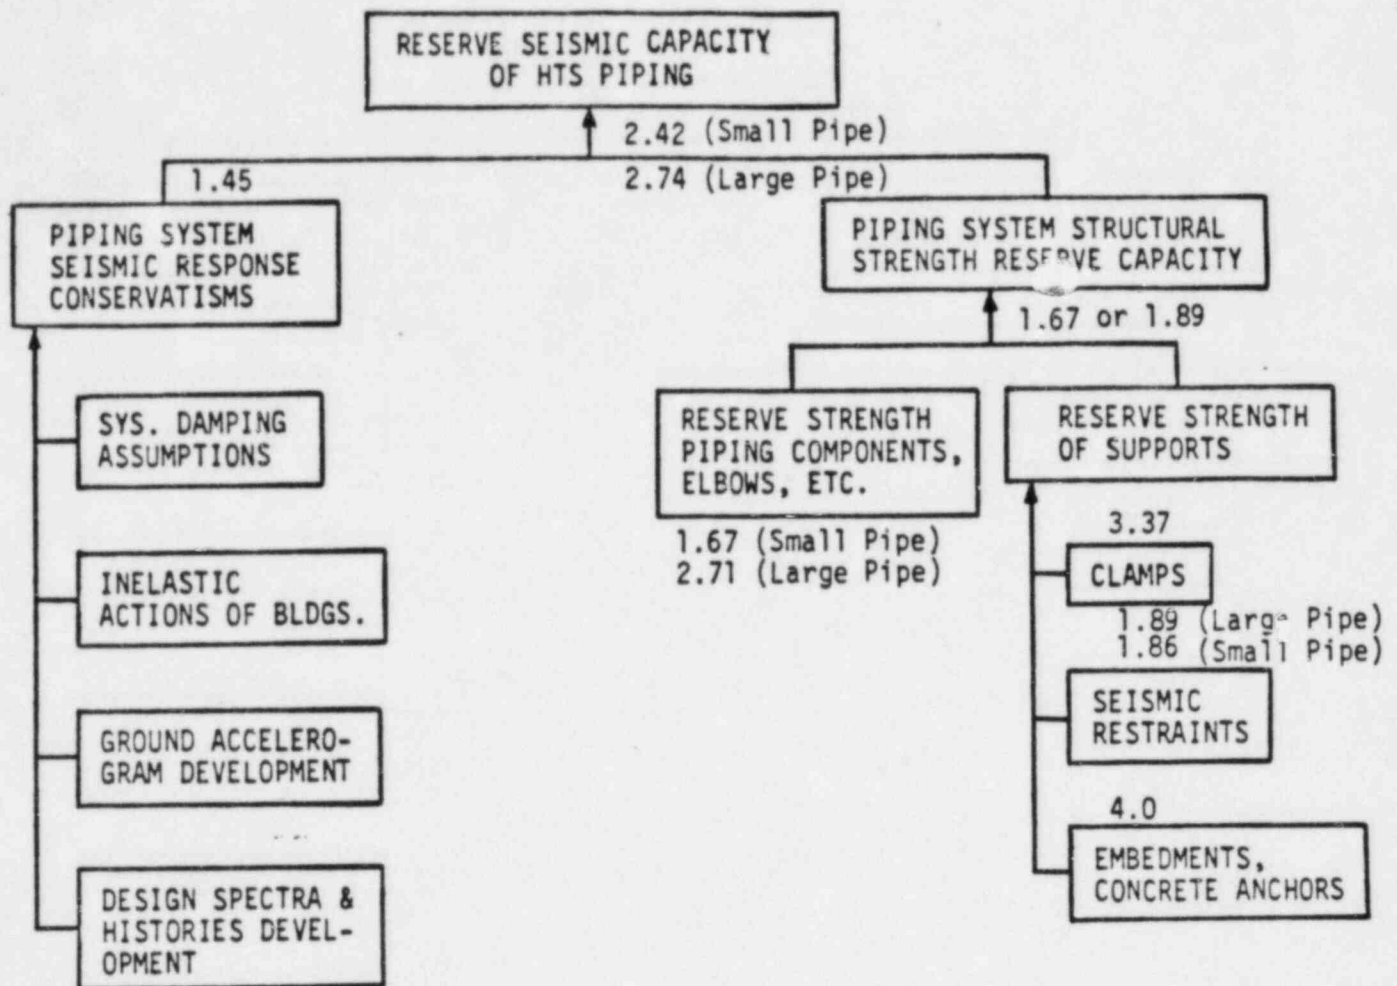 RESERVE SEISMIC CAPACITY
OF HTS PIPING
2.42 (Small Pipe)
2.74 (Large Pipe)
1.45
PIPING SYSTEM
SEISMIC RESPONSE
CONSERVATISMS
SYS. DAMPING
ASSUMPTIONS
INELASTIC
ACTIONS OF BLDGS.
GROUND ACCELERO-
GRAM DEVELOPMENT
DESIGN SPECTRA &
HISTORIES DEVEL-
OPMENT
PIPING SYSTEM STRUCTURAL
STRENGTH RESERVE CAPACITY
1.67 or 1.89
RESERVE STRENGTH
PIPING COMPONENTS,
ELBOWS, ETC.
1.67 (Small Pipe)
2.71 (Large Pipe)
RESERVE STRENGTH
OF SUPPORTS
3.37
CLAMPS
1.89 (Large Pipe)
1.86 (Small Pipe)
SEISMIC
RESTRAINTS
4.0
EMBEDMENTS,
CONCRETE ANCHORS